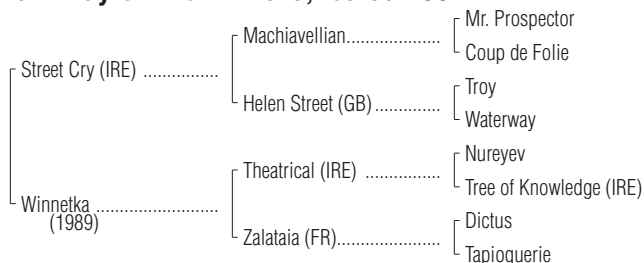 Mr. Prospector
Machiavellian
Coup de Folie
Street Cry (IRE)
Troy
Helen Street (GB)
Waterway
Nureyev
Theatrical (IRE)
Tree of Knowledge (IRE)
Winnetka
(1989)
Dictus
Zalataia (FR)
Tapioquerie